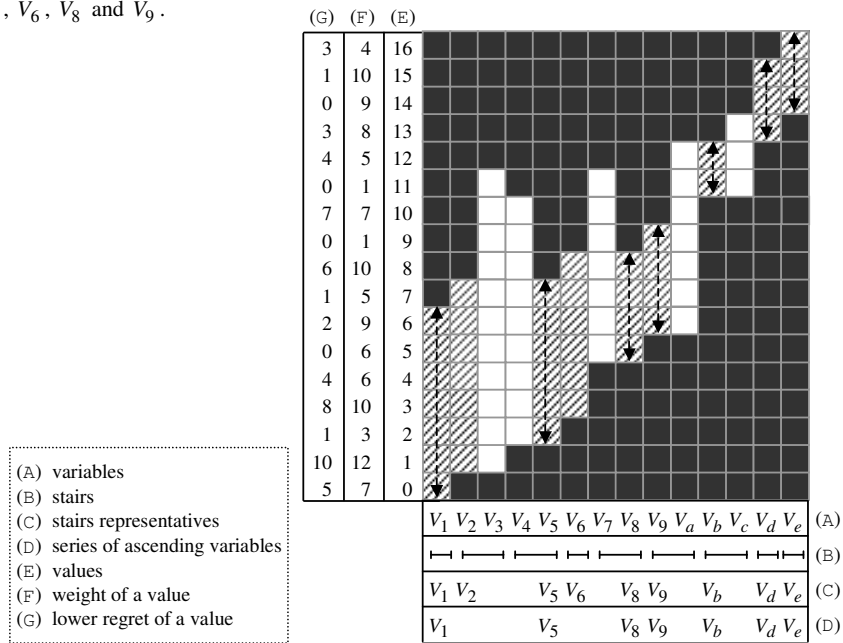 , V6 , V8 and V9 .
(G) (F) (E)
3 4 16
1 10 15
0 9 14
3 8 13
4 5 12
0 1 11
7 7 10
0 1 9
6 10 8
1 5 7
2 9 6
0 6 5
4 6 4
8 10 3
1 3 2
10 12 1
5 7 0
V1 V2 V3 V4 V5 V6 V7 V8 V9 Va Vb Vc Vd Ve (A)
(B)
V1 V2 V5 V6 V8 V9 Vb Vd Ve (C)
V1 V5 V8 V9 Vb Vd Ve (D)
(A) variables
(B) stairs
(C) stairs representatives
(D) series of ascending variables
(E) values
(F) weight of a value
(G) lower regret of a value